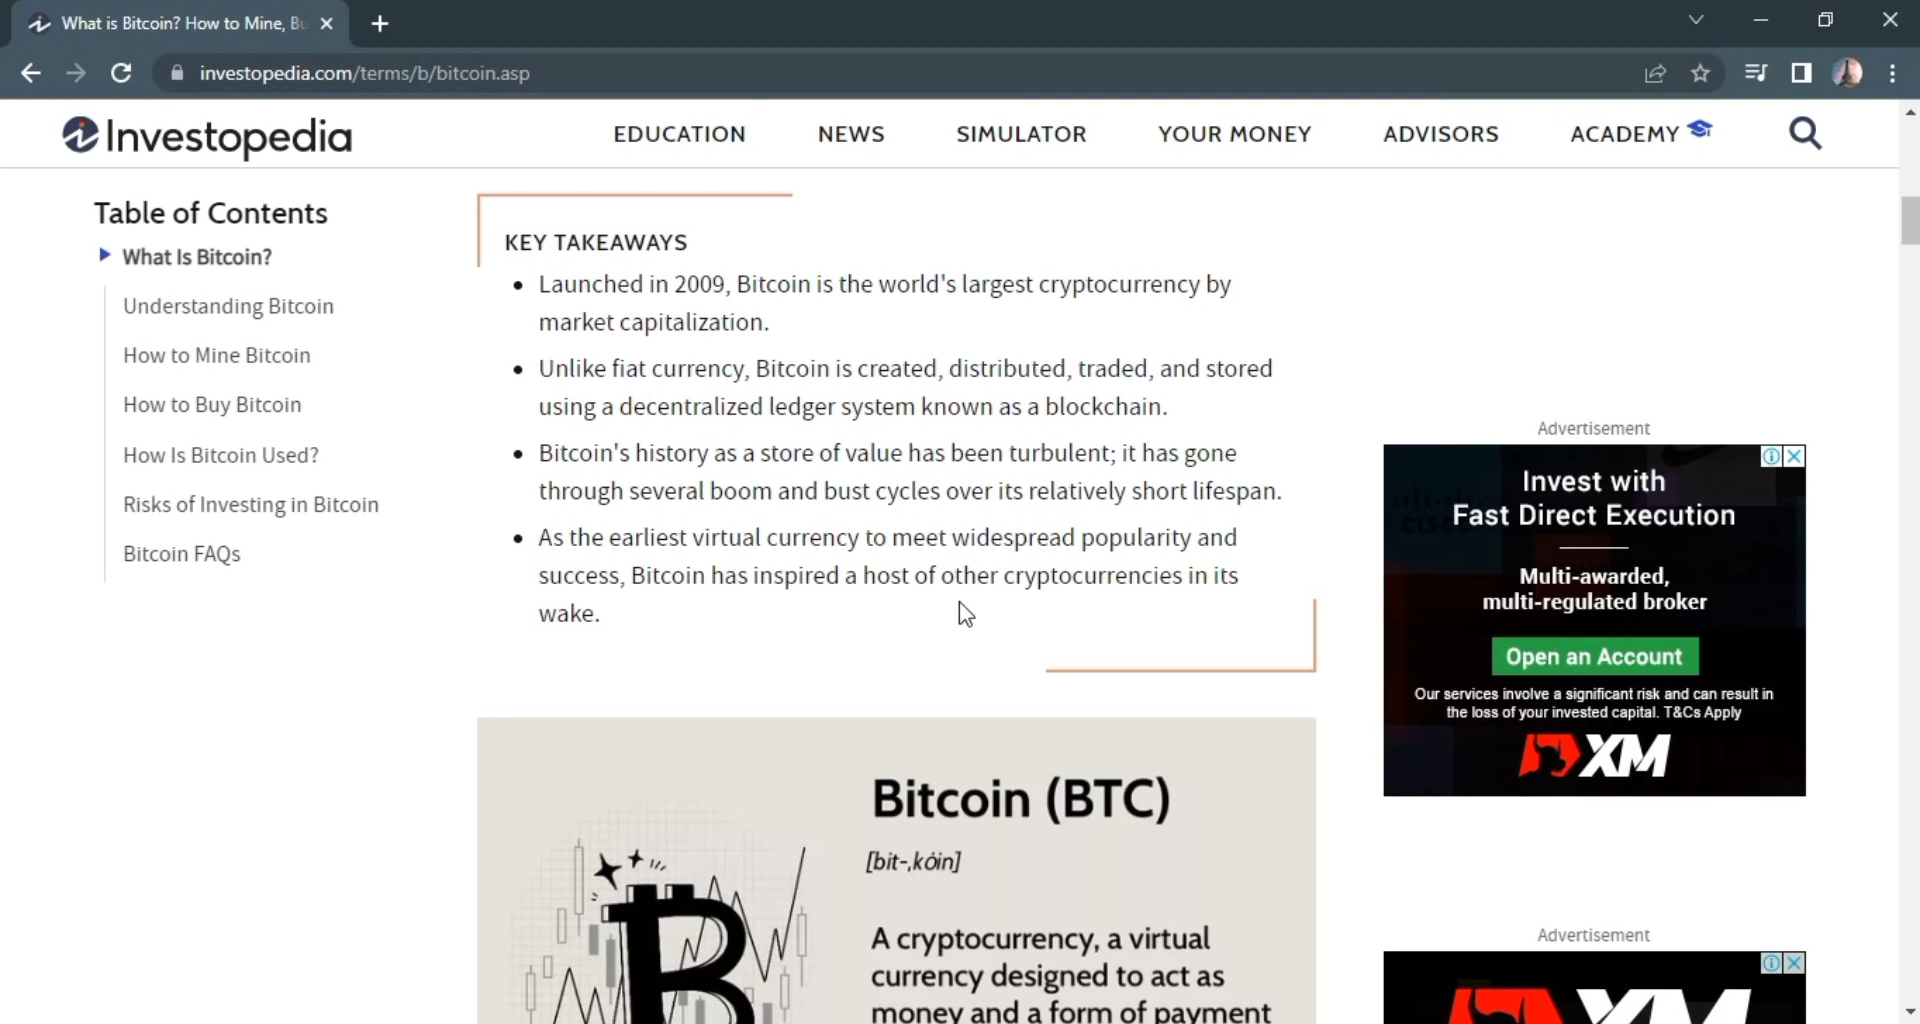 What is Bitcoin? How to Mine, Bu
investopedia.com/terms/b/bitcoin.asp
Investopedia
EDUCATION
NEWS
SIMULATOR
YOUR MONEY
ADVISORS
ACADEMY
Table of Contents
What Is Bitcoin?
Understanding Bitcoin
How to Mine Bitcoin
How to Buy Bitcoin
How Is Bitcoin Used?
Risks of Investing in Bitcoin
Bitcoin FAQs
KEY TAKEAWAYS
Launched in 2009, Bitcoin is the world's largest cryptocurrency by
market capitalization.
Unlike fiat currency, Bitcoin is created, distributed, traded, and stored
using a decentralized ledger system known as a blockchain.
Bitcoin's history as a store of value has been turbulent; it has gone
through several boom and bust cycles over its relatively short lifespan.
As the earliest virtual currency to meet widespread popularity and
success, Bitcoin has inspired a host of other cryptocurrencies in its
wake.
Bitcoin (BTC)
[bit-,kȯin]
A cryptocurrency, a virtual
currency designed to act as
money and a form of payment
Advertisement
Invest with
Fast Direct Execution
Multi-awarded,
multi-regulated broker
Open an Account
Our services involve a significant risk and can result in
the loss of your invested capital. T&Cs Apply
XM
Advertisement
XM